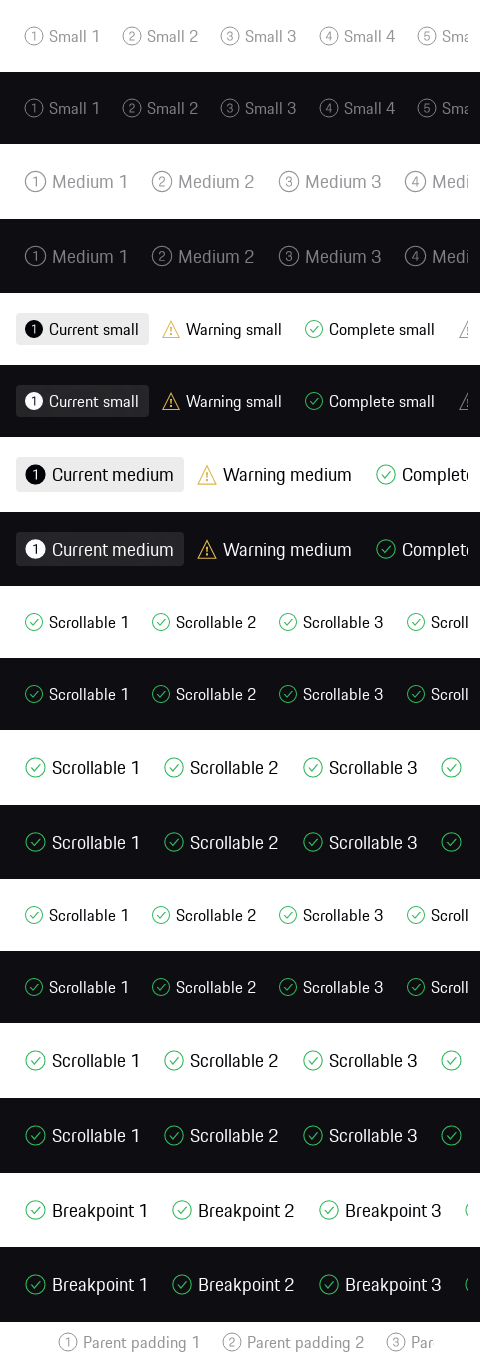 1 Small 1 2 Small 2 3 Small 3 4 Small 4 5 Sma
1 Small 1 2 Small 2 3 Small 3 4 Small 4 5 Sma
1 Medium 1 2 Medium 2 3 Medium 3 4 Medi
1 Medium 1 2 Medium 2 3 Medium 3 4 Medi
1 Current small Warning small Complete small
1 Current small Warning small Complete small
1 Current medium Warning medium Complete
1 Current medium Warning medium Complete
Scrollable 1 Scrollable 2 Scrollable 3 Scroll
Scrollable 1 Scrollable 2 Scrollable 3 Scroll
Scrollable 1 Scrollable 2 Scrollable 3
Scrollable 1 Scrollable 2 Scrollable 3
Scrollable 1 Scrollable 2 Scrollable 3 Scroll
Scrollable 1 Scrollable 2 Scrollable 3 Scroll
Scrollable 1 Scrollable 2 Scrollable 3
Scrollable 1 Scrollable 2 Scrollable 3
Breakpoint 1 Breakpoint 2 Breakpoint 3
Breakpoint 1 Breakpoint 2 Breakpoint 3
1 Parent padding 1 2 Parent padding 2 3 Par